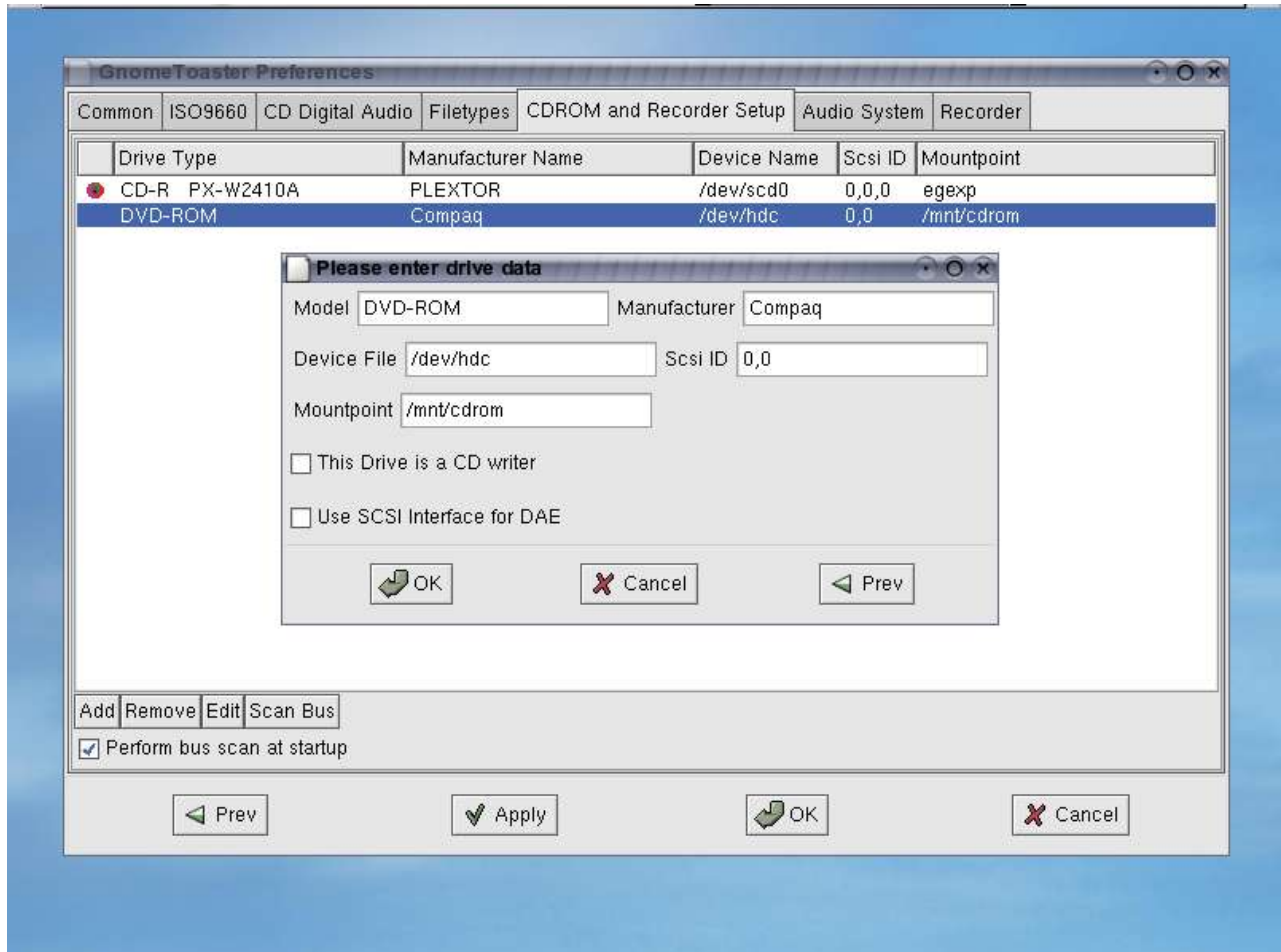 GnomeToaster Preferences
Common ISO9660 CD Digital Audio Filetypes CDROM and Recorder Setup Audio System Recorder
Drive Type Manufacturer Name Device Name Scsi ID Mountpoint
CD-R PX-W2410A PLEXTOR /dev/scd0 0,0,0 egexp
DVD-ROM Compaq /dev/hdc 0,0 /mnt/cdrom
Please enter drive data
Model DVD-ROM Manufacturer Compaq
Device File /dev/hdc Scsi ID 0,0
Mountpoint /mnt/cdrom
This Drive is a CD writer
Use SCSI Interface for DAE
OK Cancel Prev
Add Remove Edit Scan Bus
Perform bus scan at startup
Prev Apply OK Cancel